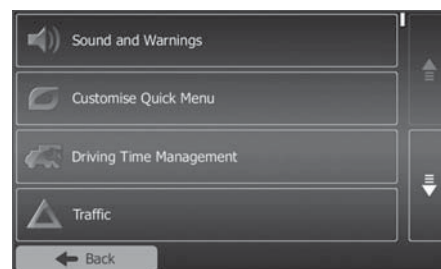 Sound and Warnings
Customise Quick Menu
Driving Time Management
Traffic
Back